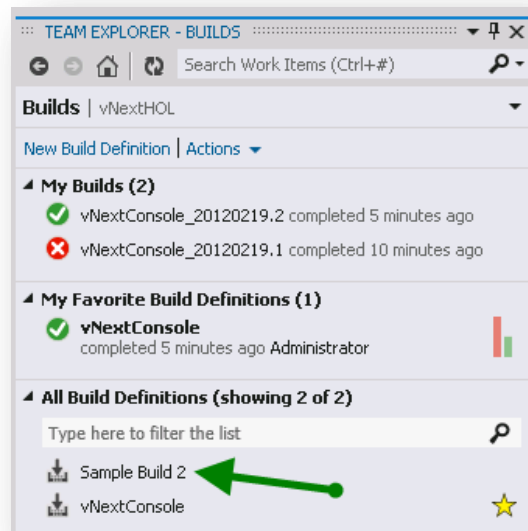 TEAM EXPLORER - BUILDS
Search Work Items (Ctrl+#)
Builds | vNextHOL
New Build Definition | Actions
My Builds (2)
vNextConsole_20120219.2 completed 5 minutes ago
vNextConsole_20120219.1 completed 10 minutes ago
My Favorite Build Definitions (1)
vNextConsole
completed 5 minutes ago Administrator
All Build Definitions (showing 2 of 2)
Type here to filter the list
Sample Build 2
vNextConsole